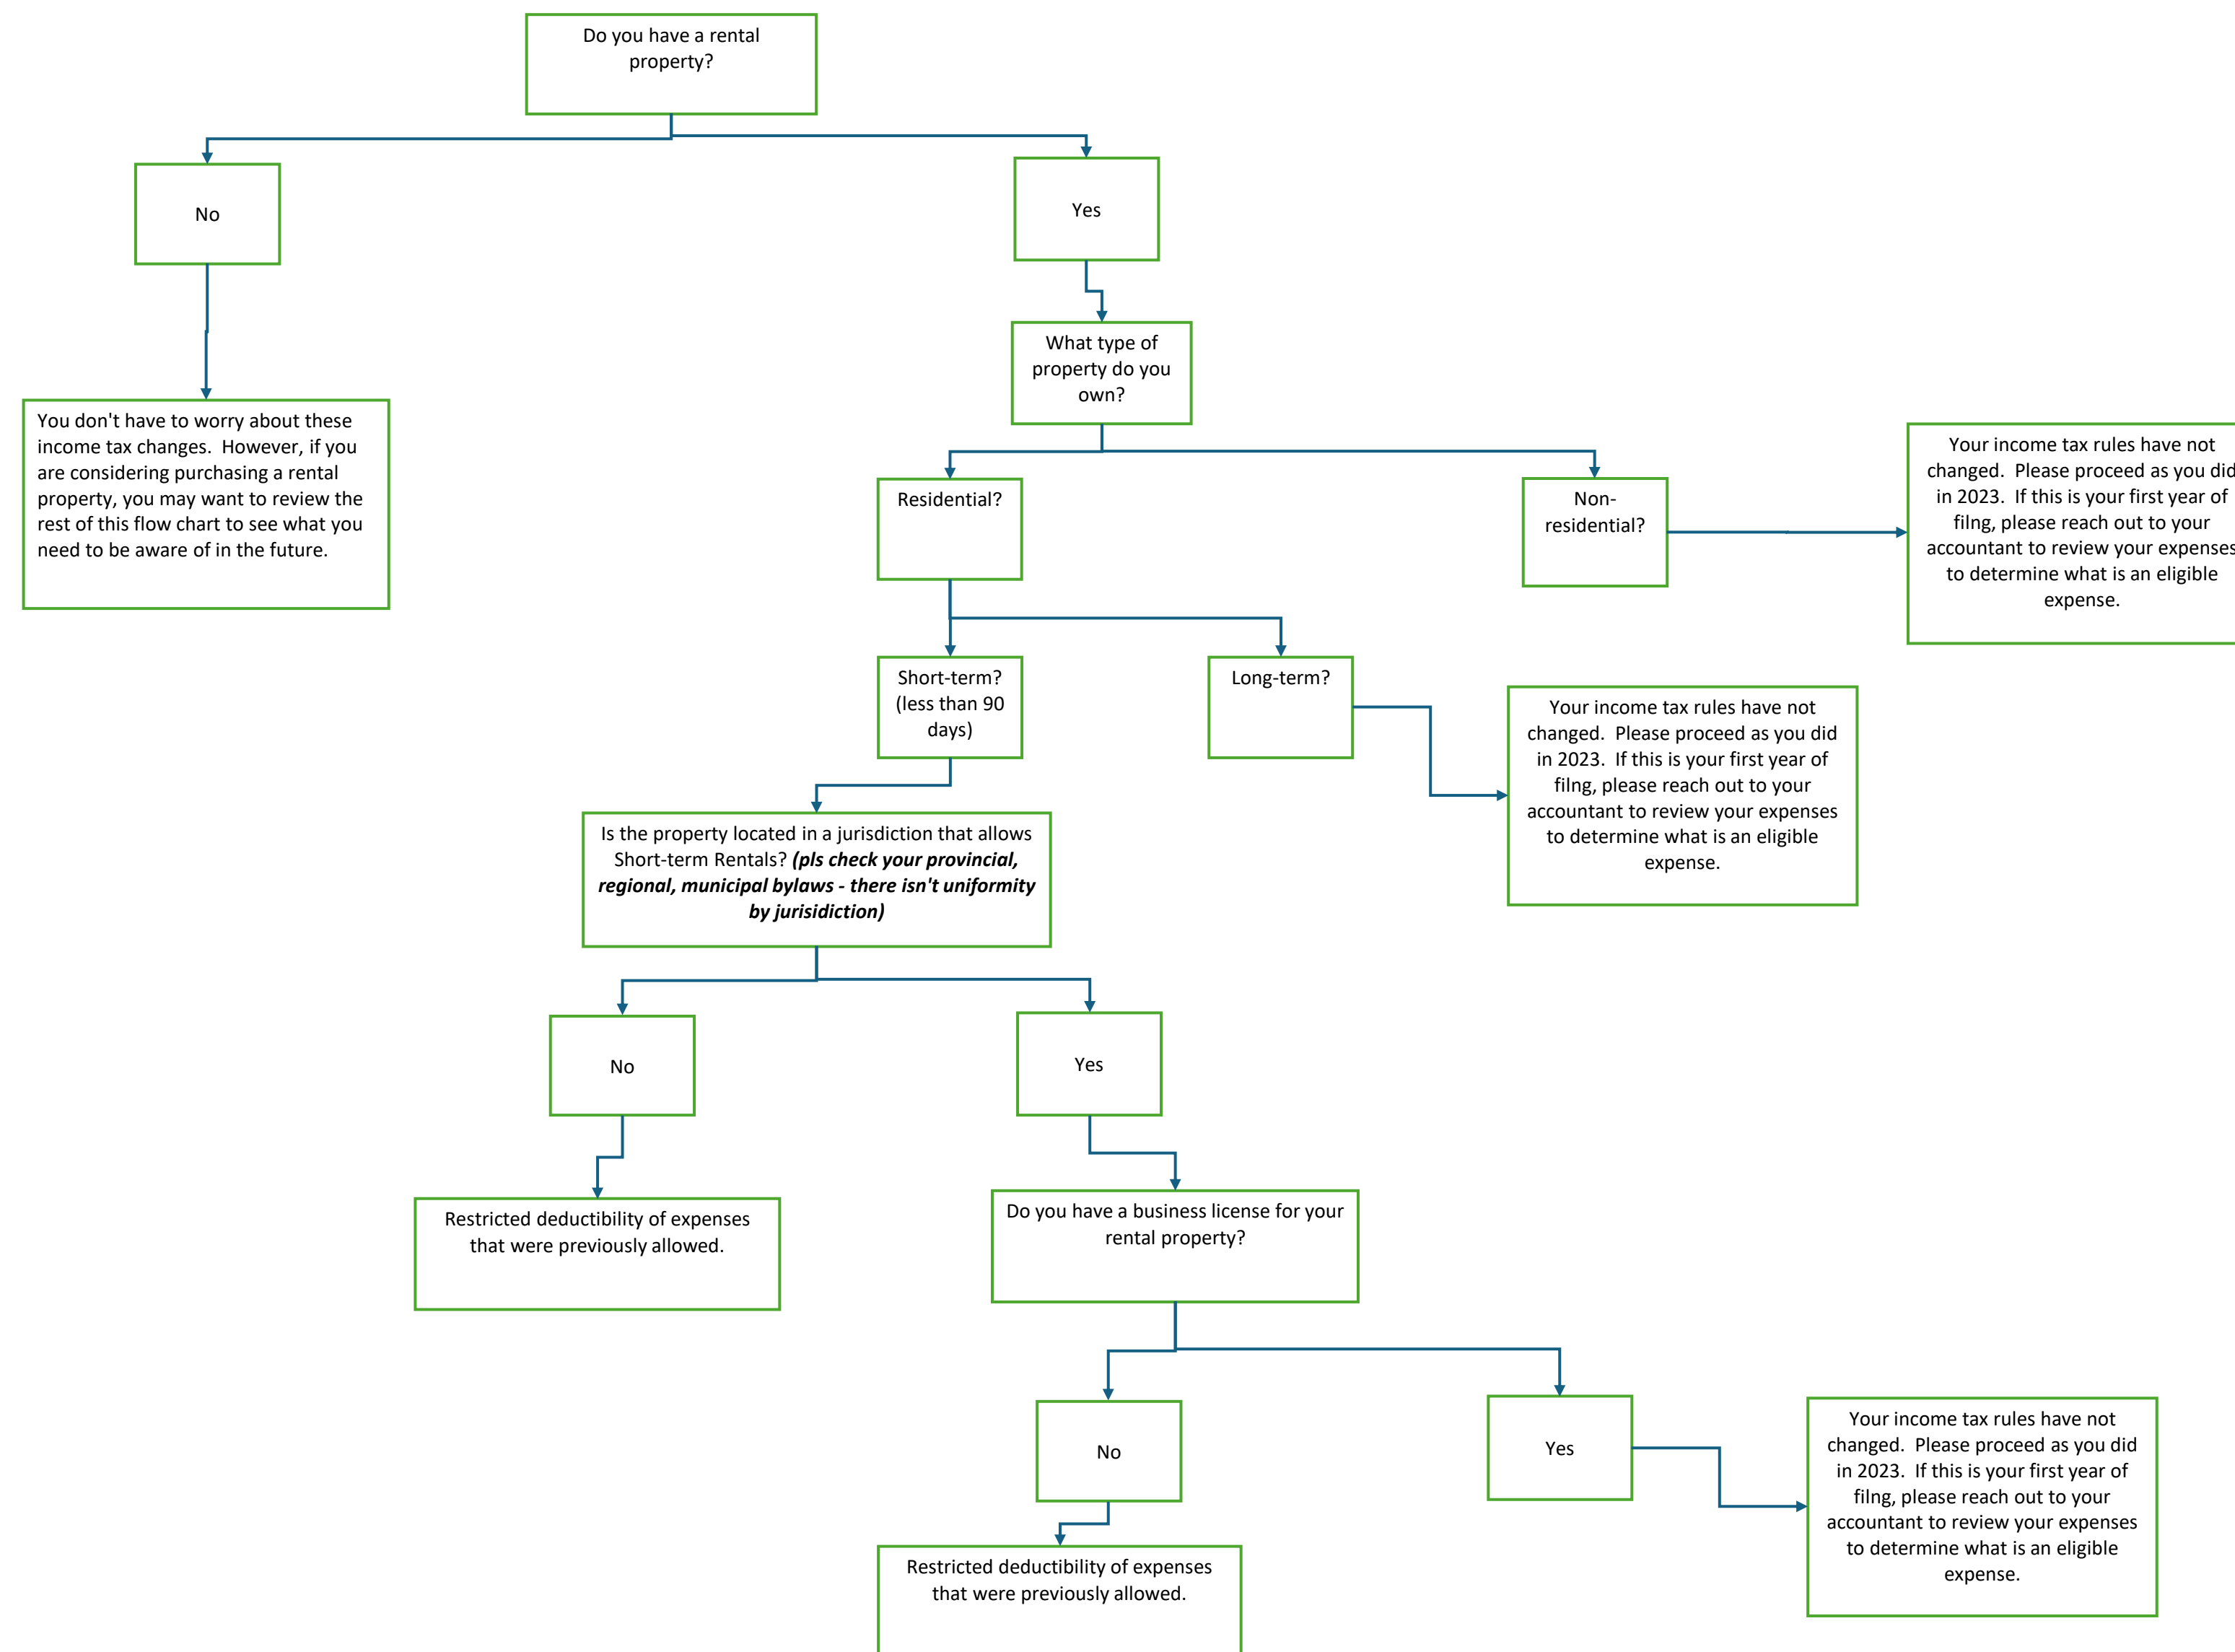 Do you have a rental
property?
No
Yes
What type of
property do you
own?
You don't have to worry about these
income tax changes.  However, if you
are considering purchasing a rental
property, you may want to review the
rest of this flow chart to see what you
need to be aware of in the future.
Residential?
Non-
residential?
Your income tax rules have not
changed.  Please proceed as you did
in 2023.  If this is your first year of
filng, please reach out to your
accountant to review your expenses
to determine what is an eligible
expense.
Short-term?
(less than 90
days)
Long-term?
Your income tax rules have not
changed.  Please proceed as you did
in 2023.  If this is your first year of
filng, please reach out to your
accountant to review your expenses
to determine what is an eligible
expense.
Is the property located in a jurisdiction that allows
Short-term Rentals? (pls check your provincial,
regional, municipal bylaws - there isn't uniformity
by jurisidiction)
No
Yes
Restricted deductibility of expenses
that were previously allowed.
Do you have a business license for your
rental property?
No
Yes
Your income tax rules have not
changed.  Please proceed as you did
in 2023.  If this is your first year of
filng, please reach out to your
accountant to review your expenses
to determine what is an eligible
expense.
Restricted deductibility of expenses
that were previously allowed.